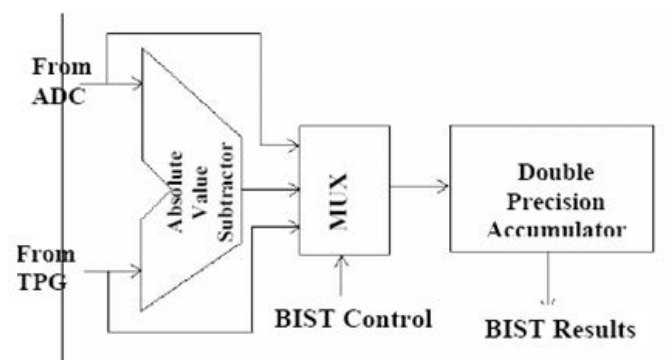 From
ADC
Absolute
Value
Subtractor
MUX
Double
Precision
Accumulator
From
TPG
BIST Control
BIST Results